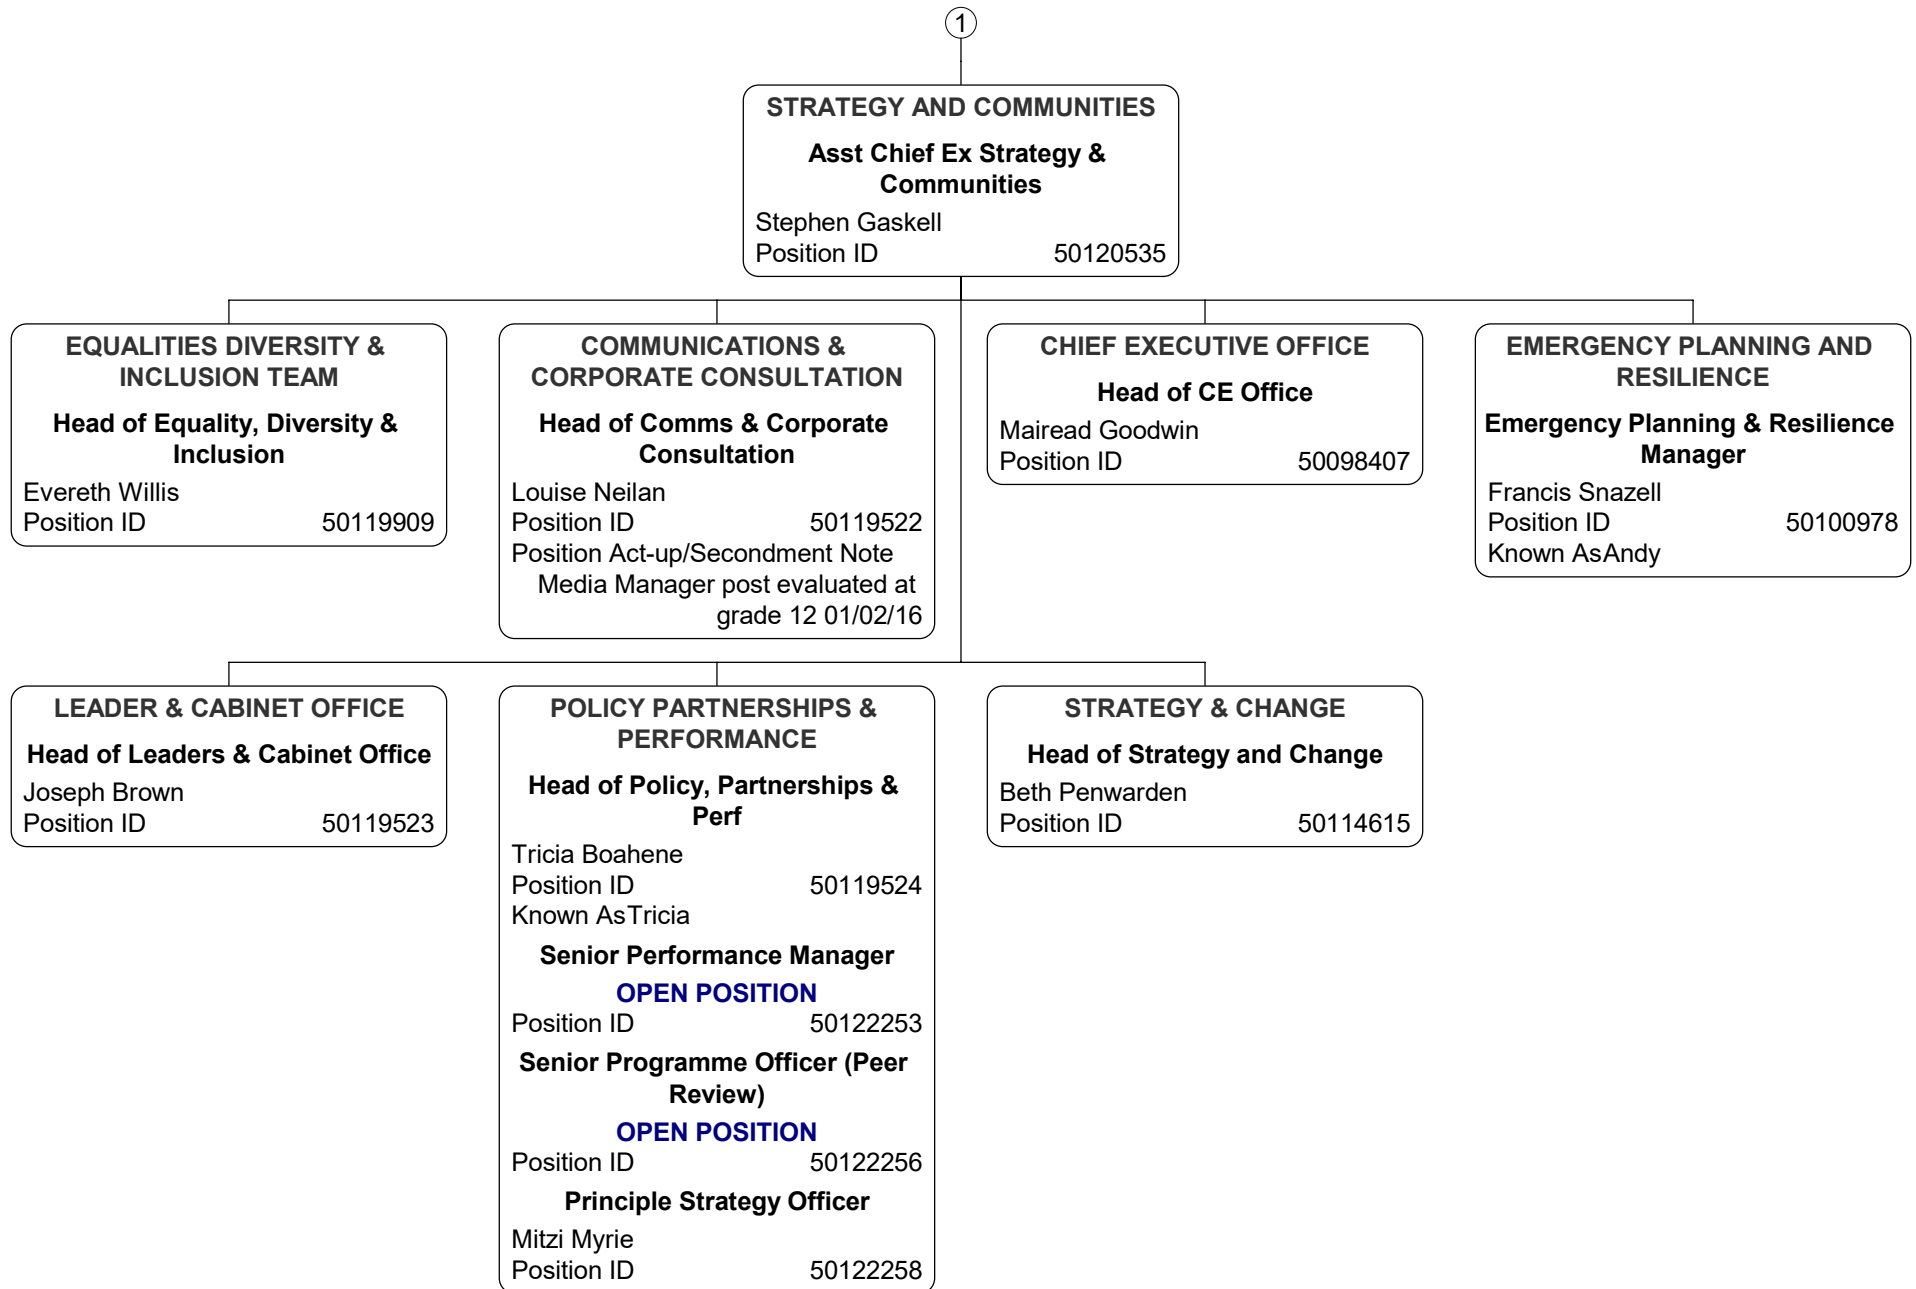 1
STRATEGY AND COMMUNITIES
Asst Chief Ex Strategy &
Communities
Stephen Gaskell
Position ID 50120535
EQUALITIES DIVERSITY &
INCLUSION TEAM
Head of Equality, Diversity &
Inclusion
Evereth Willis
Position ID 50119909
COMMUNICATIONS &
CORPORATE CONSULTATION
Head of Comms & Corporate
Consultation
Louise Neilan
Position ID 50119522
Position Act-up/Secondment Note
Media Manager post evaluated at
grade 12 01/02/16
CHIEF EXECUTIVE OFFICE
Head of CE Office
Mairead Goodwin
Position ID 50098407
EMERGENCY PLANNING AND
RESILIENCE
Emergency Planning & Resilience
Manager
Francis Snazell
Position ID 50100978
Known AsAndy
LEADER & CABINET OFFICE
Head of Leaders & Cabinet Office
Joseph Brown
Position ID 50119523
POLICY PARTNERSHIPS &
PERFORMANCE
Head of Policy, Partnerships &
Perf
Tricia Boahene
Position ID 50119524
Known AsTricia
Senior Performance Manager
OPEN POSITION
Position ID 50122253
Senior Programme Officer (Peer
Review)
OPEN POSITION
Position ID 50122256
Principle Strategy Officer
Mitzi Myrie
Position ID 50122258
STRATEGY & CHANGE
Head of Strategy and Change
Beth Penwarden
Position ID 50114615